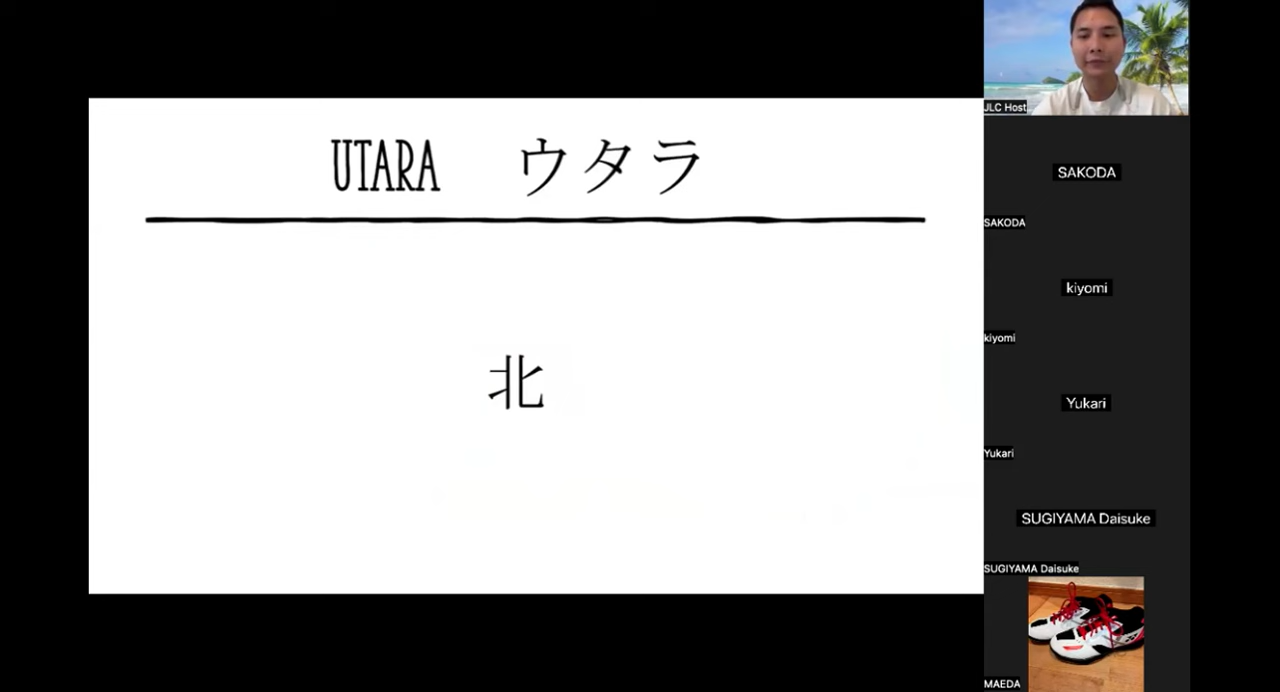 UTARA ウタラ
北
JLC Host
SAKODA
SAKODA
kiyomi
kiyomi
Yukari
Yukari
SUGIYAMA Daisuke
SUGIYAMA Daisuke
MAEDA